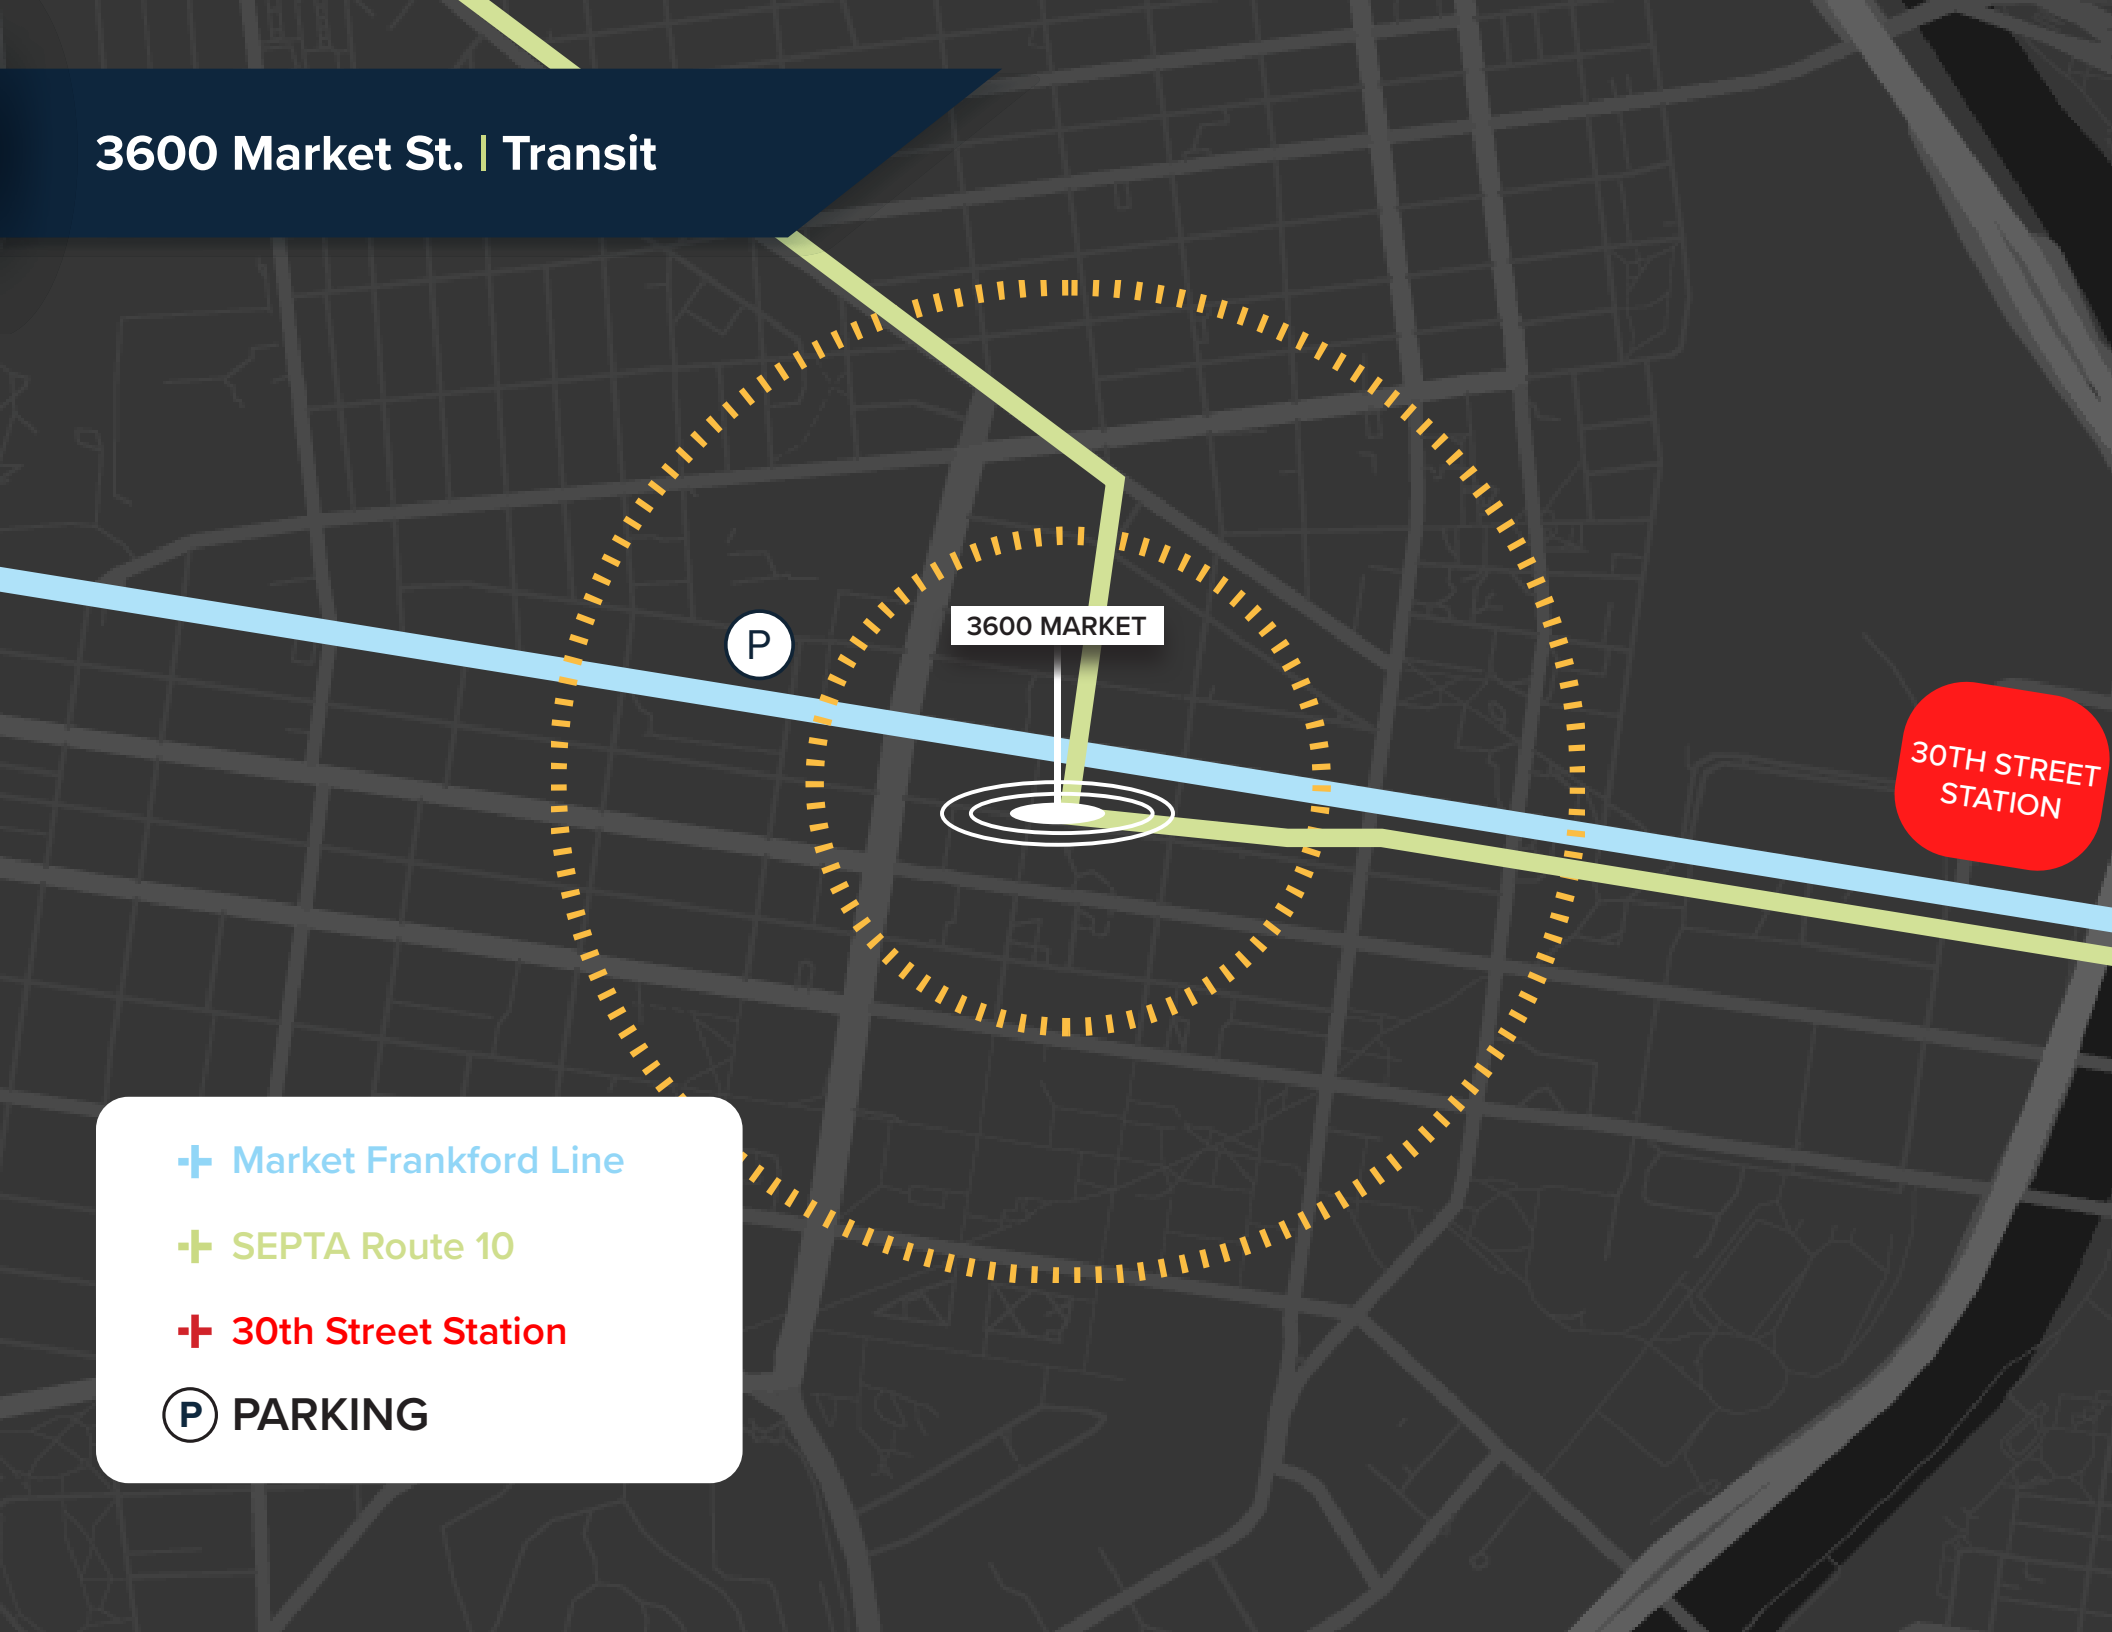 3600 Market St. | Transit
P
3600 MARKET
30TH STREET
STATION
Market Frankford Line
SEPTA Route 10
30th Street Station
P PARKING